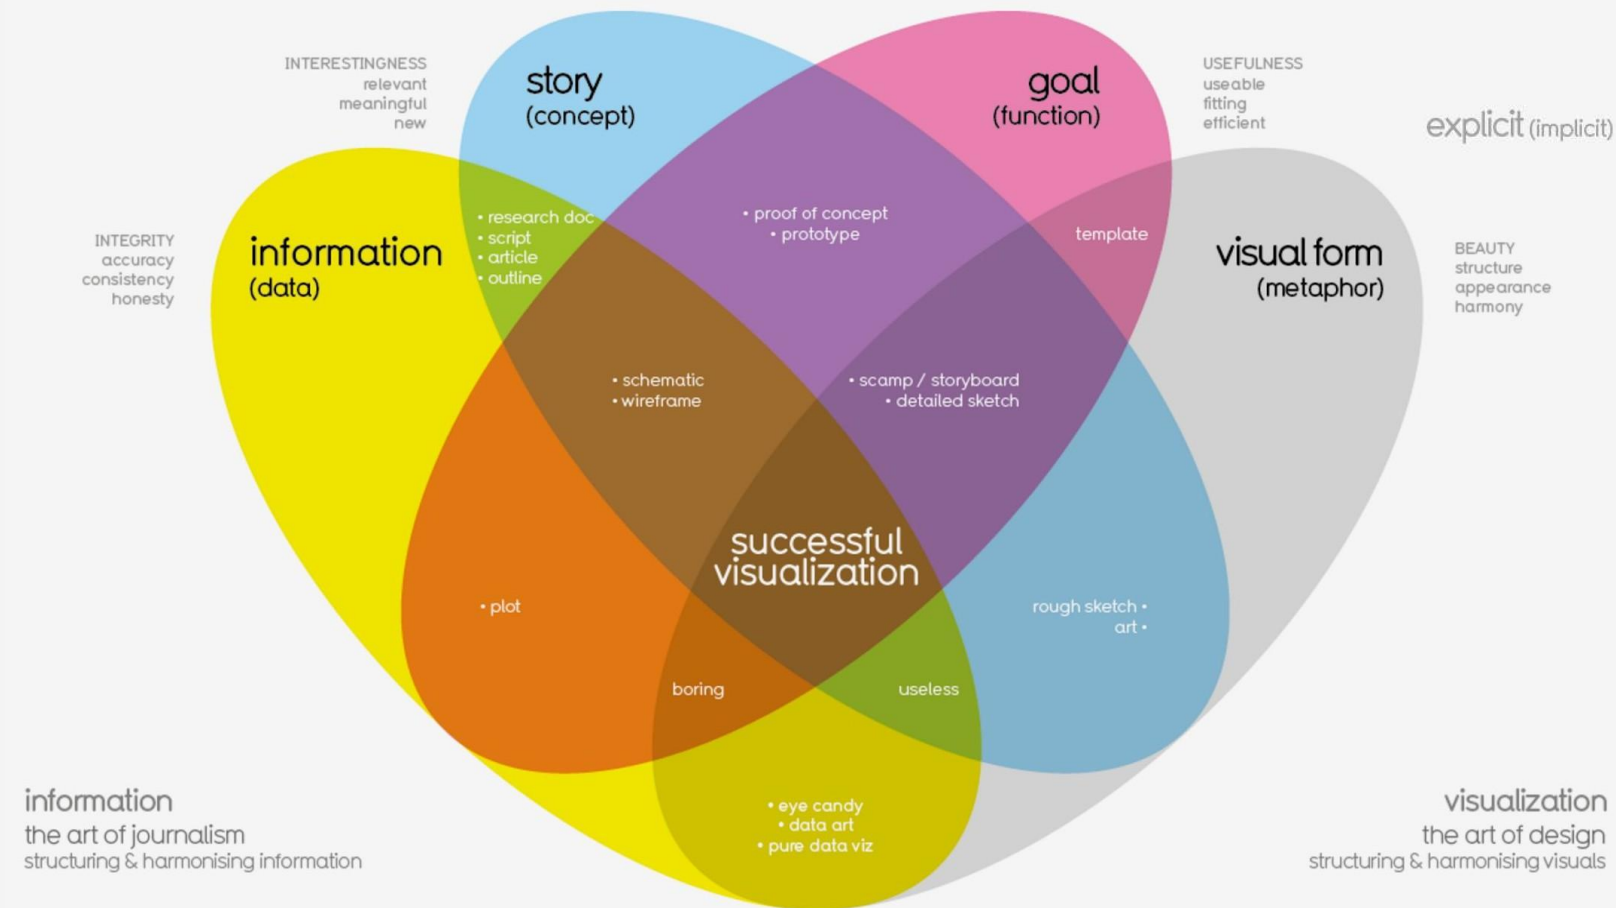 INTERESTINGNESS
relevant
meaningful
new
story
(concept)
goal
(function)
USEFULNESS
useable
fitting
efficient
explicit (implicit)
INTEGRITY
accuracy
consistency
honesty
information
(data)
• research doc
• script
• article
• outline
• proof of concept
• prototype
template
visual form
(metaphor)
BEAUTY
structure
appearance
harmony
• schematic
• wireframe
• scamp / storyboard
• detailed sketch
successful
visualization
• plot
rough sketch •
art •
boring
useless
• eye candy
• data art
• pure data viz
information
the art of journalism
structuring & harmonising information
visualization
the art of design
structuring & harmonising visuals